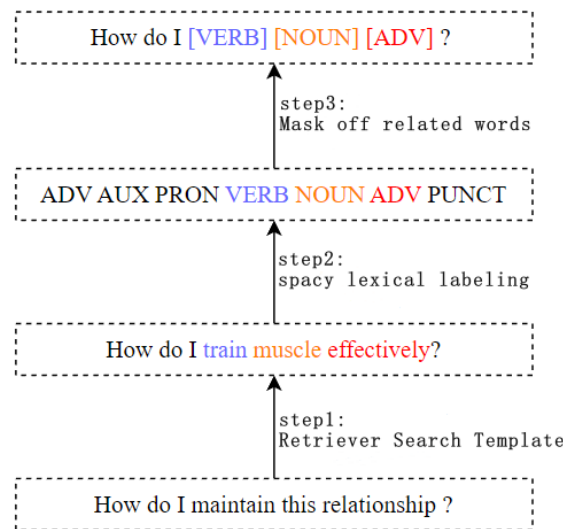 How do I [VERB] [NOUN] [ADV] ?
step3:
Mask off related words
ADV AUX PRON VERB NOUN ADV PUNCT
step2:
spacy lexical labeling
How do I train muscle effectively?
step1:
Retriever Search Template
How do I maintain this relationship ?